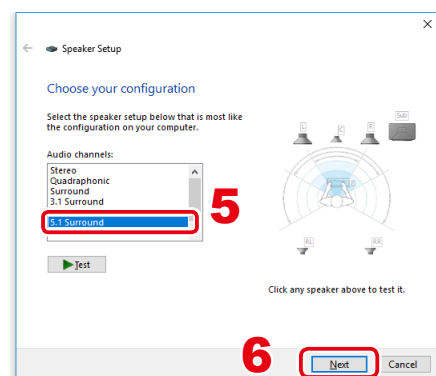 Speaker Setup
Choose your configuration
Select the speaker setup below that is most like
the configuration on your computer.
Audio channels:
Stereo
Quadraphonic
Surround
3.1 Surround
5.1 Surround
5
Test
L
C
R
Sub
RL
RR
Click any speaker above to test it.
6
Next
Cancel